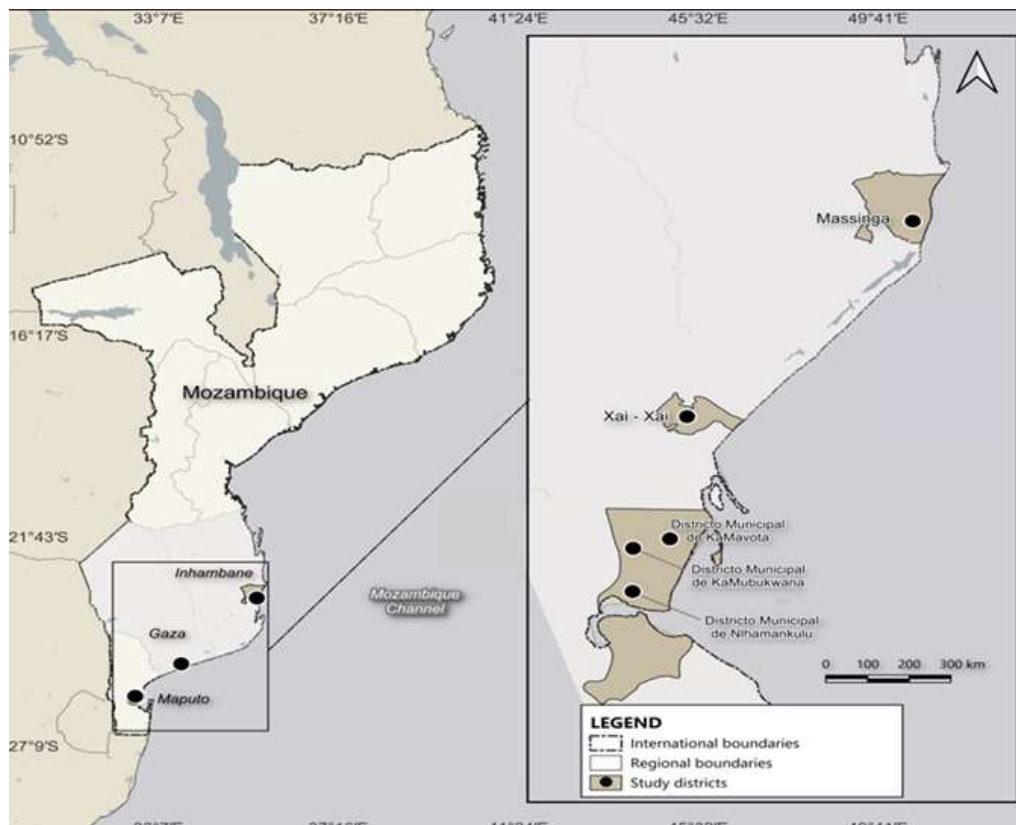 33°7'E
37°16'E
41°24'E
45°32'E
49°41'E
10°52'S
16°17'S
21°43'S
27°9'S
Mozambique
Inhambane
Gaza
Maputo
Mozambique
Channel
Massinga
Xai - Xai
Districto Municipal
de KaMavota
Districto Municipal
de KaMubukwana
Districto Municipal
de Nlhamankulu
0 100 200 300 km
LEGEND
International boundaries
Regional boundaries
Study districts